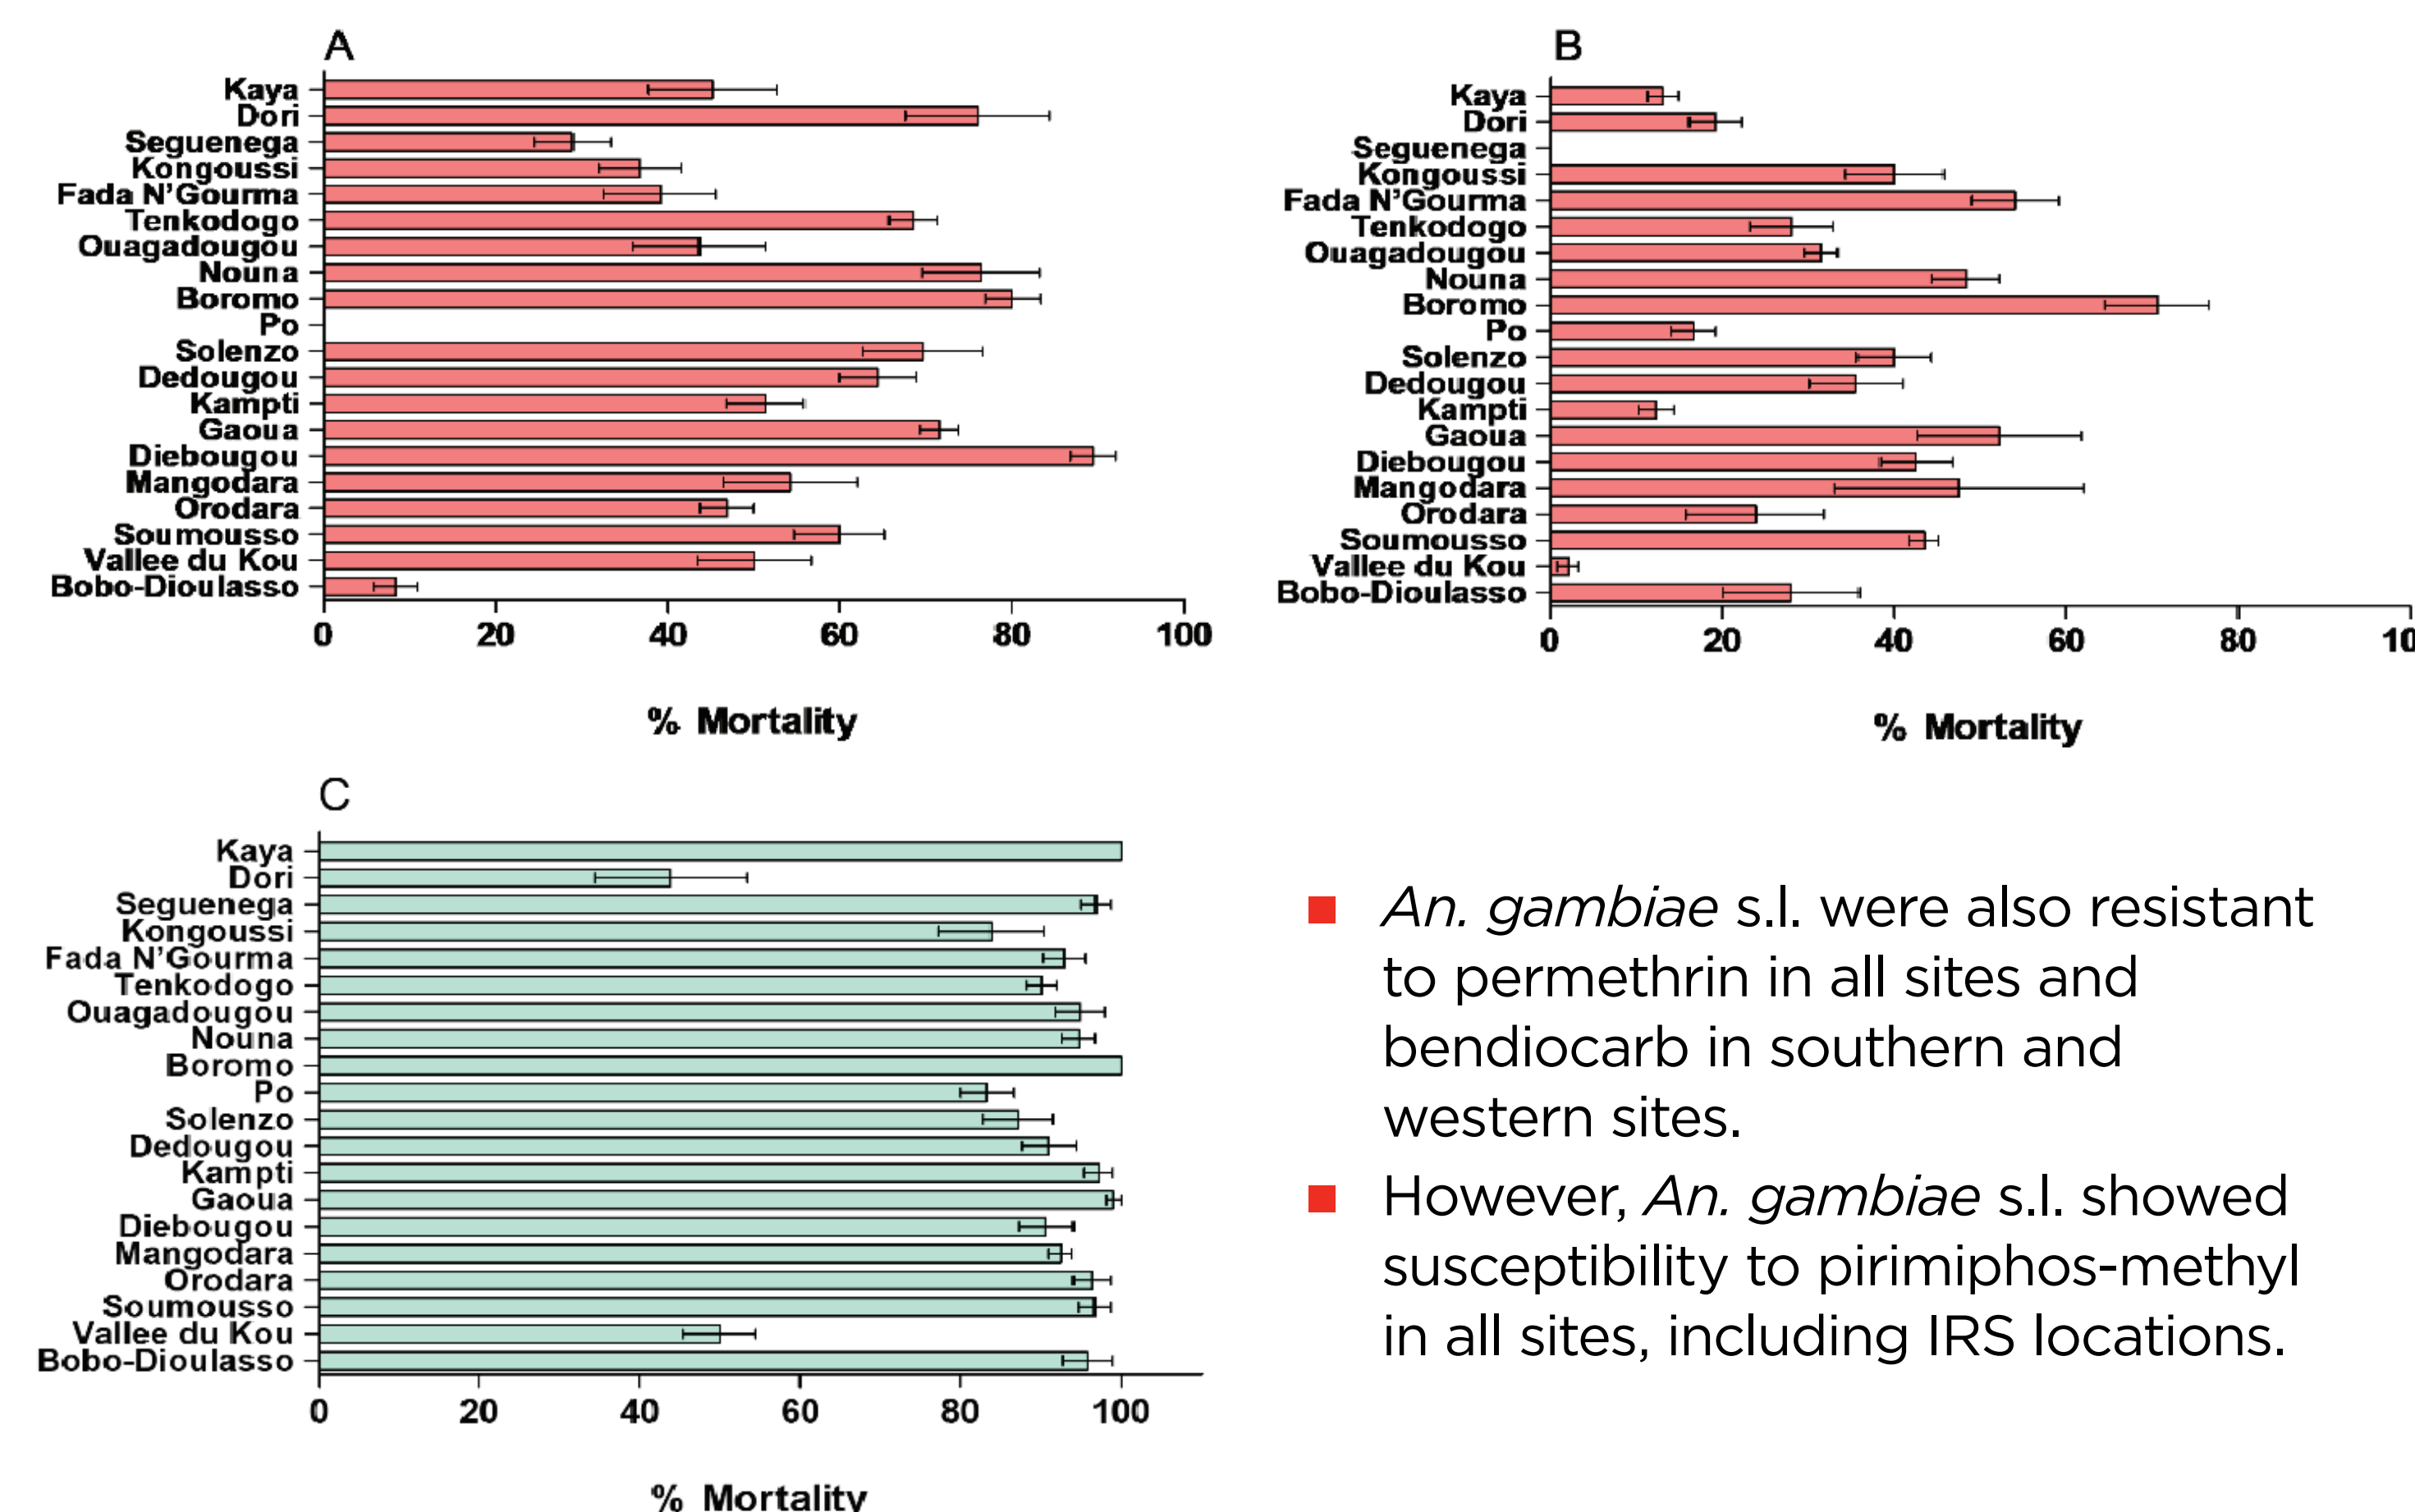 A
Kaya
Dori
Seguenega
Kongoussi
Fada N'Gourma
Tenkodogo
Ouagadougou
Nouna
Boromo
Po
Solenzo
Dedougou
Kampti
Gaoua
Diebougou
Mangodara
Orodara
Soumousso
Vallee du Kou
Bobo-Dioulasso
0 20 40 60 80 100
% Mortality
B
Kaya
Dori
Seguenega
Kongoussi
Fada N'Gourma
Tenkodogo
Ouagadougou
Nouna
Boromo
Po
Solenzo
Dedougou
Kampti
Gaoua
Diebougou
Mangodara
Orodara
Soumousso
Vallee du Kou
Bobo-Dioulasso
0 20 40 60 80 10
% Mortality
C
Kaya
Dori
Seguenega
Kongoussi
Fada N'Gourma
Tenkodogo
Ouagadougou
Nouna
Boromo
Po
Solenzo
Dedougou
Kampti
Gaoua
Diebougou
Mangodara
Orodara
Soumousso
Vallee du Kou
Bobo-Dioulasso
0 20 40 60 80 100
% Mortality
An. gambiae s.l. were also resistant
to permethrin in all sites and
bendiocarb in southern and
western sites.
However, An. gambiae s.l. showed
susceptibility to pirimiphos-methyl
in all sites, including IRS locations.